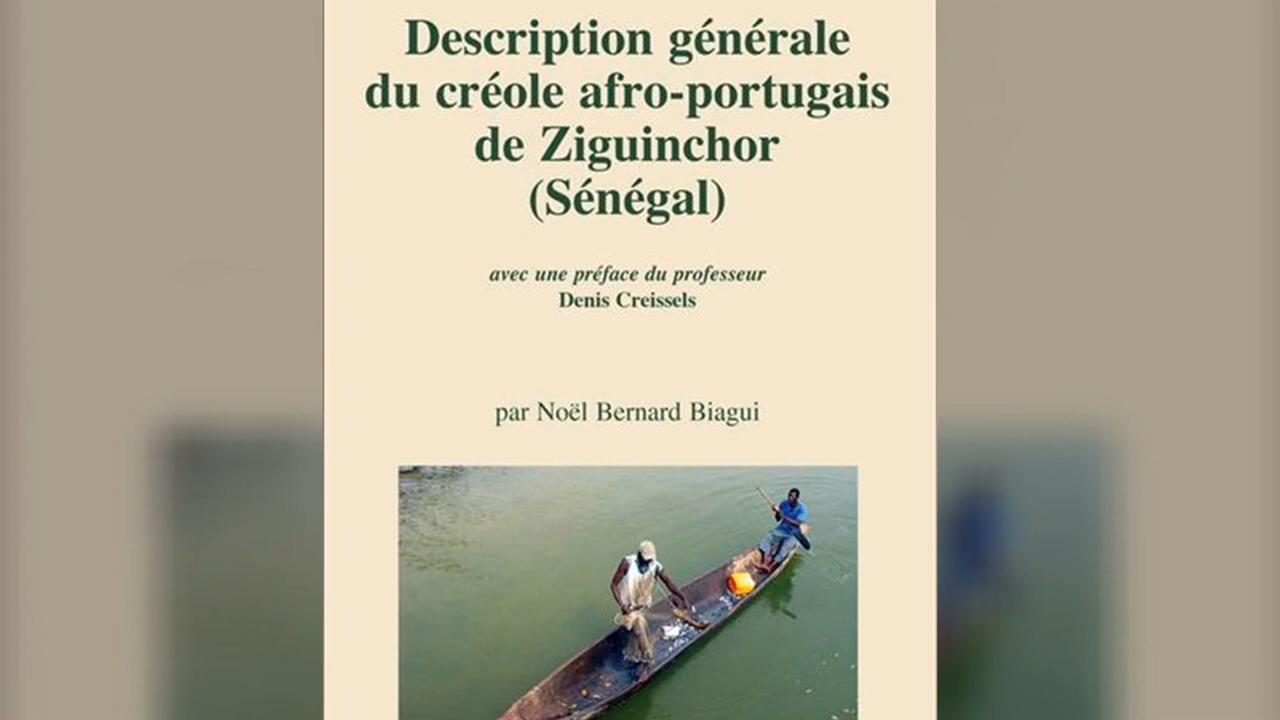 Description générale
du créole afro-portugais
de Ziguinchor
(Sénégal)
avec une préface du professeur
Denis Creissels
par Noël Bernard Biagui